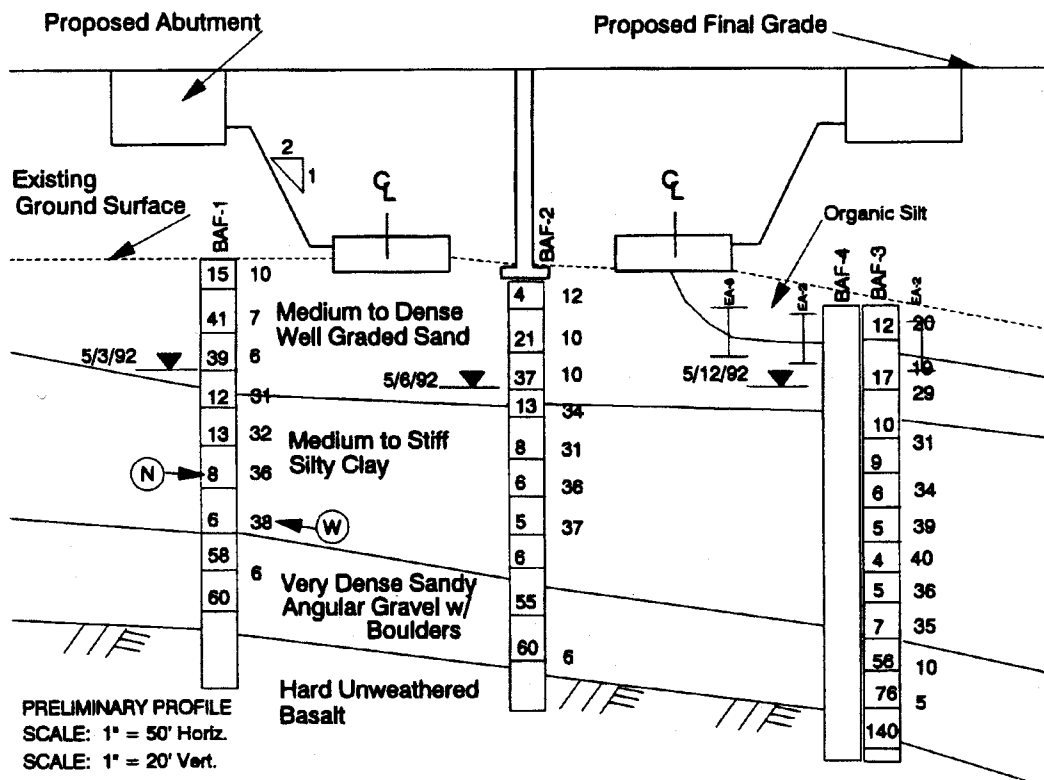 Proposed Abutment
Proposed Final Grade
2
1
Existing
Ground Surface
BAF-1
CL
BAF-2
CL
Organic Silt
BAF-4
BAF-3
EA-3
EA-2
15 10
41 7
39 6
12 31
13 32
8 36
6 38
58
6
60
Medium to Dense
Well Graded Sand
5/3/92
5/6/92
5/12/92
4 12
21 10
37 10
13 34
8 31
6 36
5 37
6
55
60 6
12 20
19
17 29
10 31
9
6 34
5 39
4 40
5 36
7 35
56 10
76 5
140
Medium to Stiff
Silty Clay
N
W
Very Dense Sandy
Angular Gravel w/
Boulders
Hard Unweathered
Basalt
PRELIMINARY PROFILE
SCALE: 1" = 50' Horiz.
SCALE: 1" = 20' Vert.